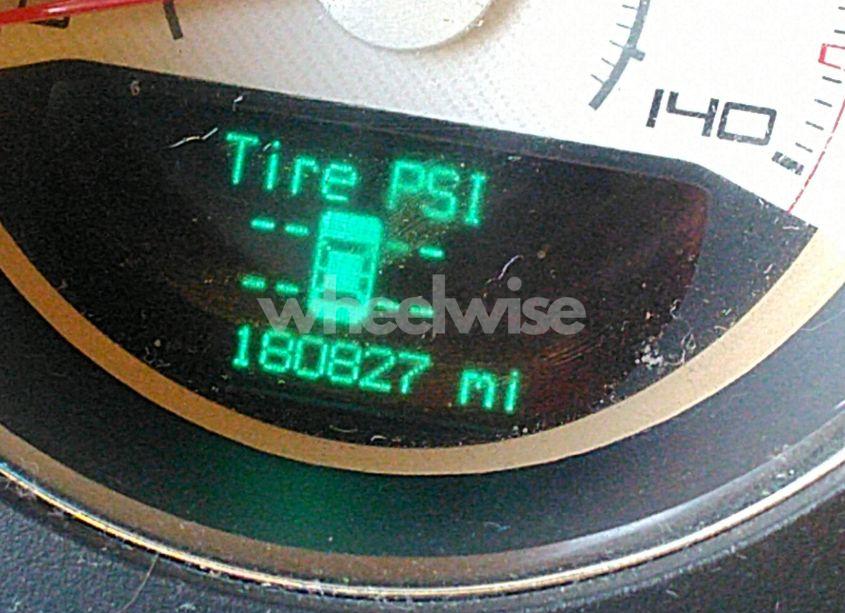 140
Tire PSI
-- --
-- --
180827 mi
wheelwise